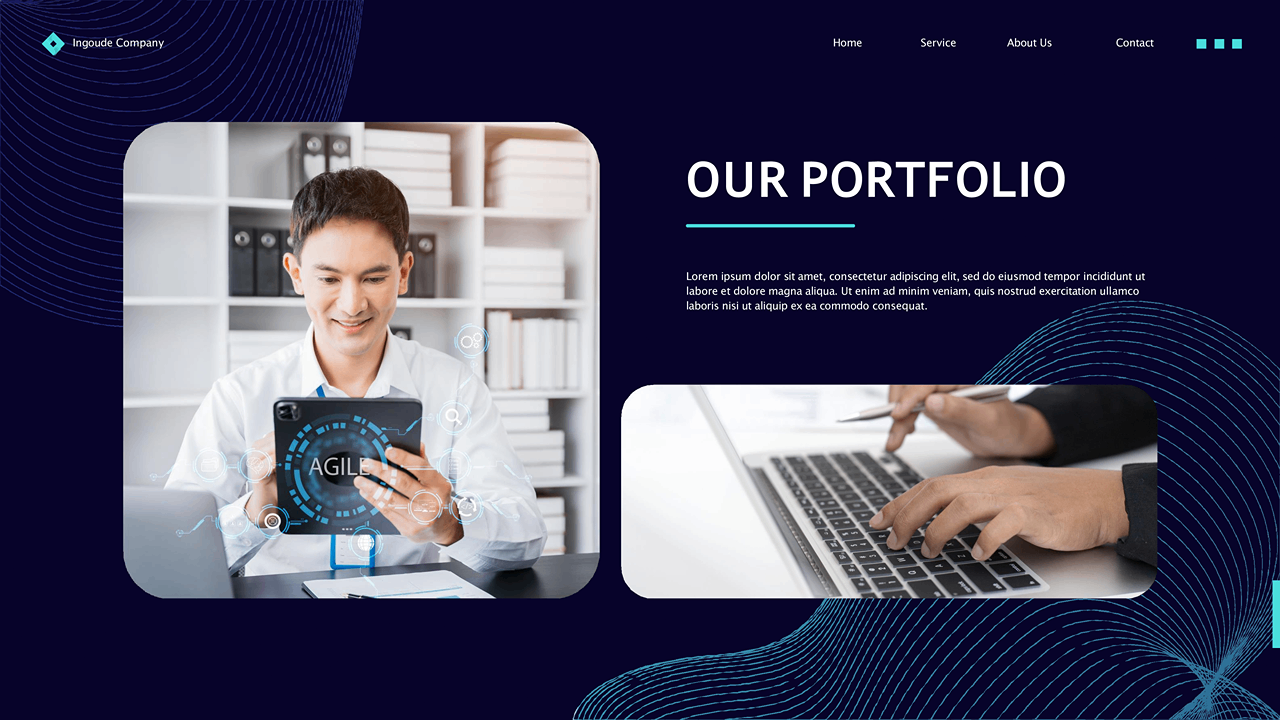 Ingoude Company
Home
Service
About Us
Contact
OUR PORTFOLIO
Lorem ipsum dolor sit amet, consectetur adipiscing elit, sed do eiusmod tempor incididunt ut
labore et dolore magna aliqua. Ut enim ad minim veniam, quis nostrud exercitation ullamco
laboris nisi ut aliquip ex ea commodo consequat.
AGILE